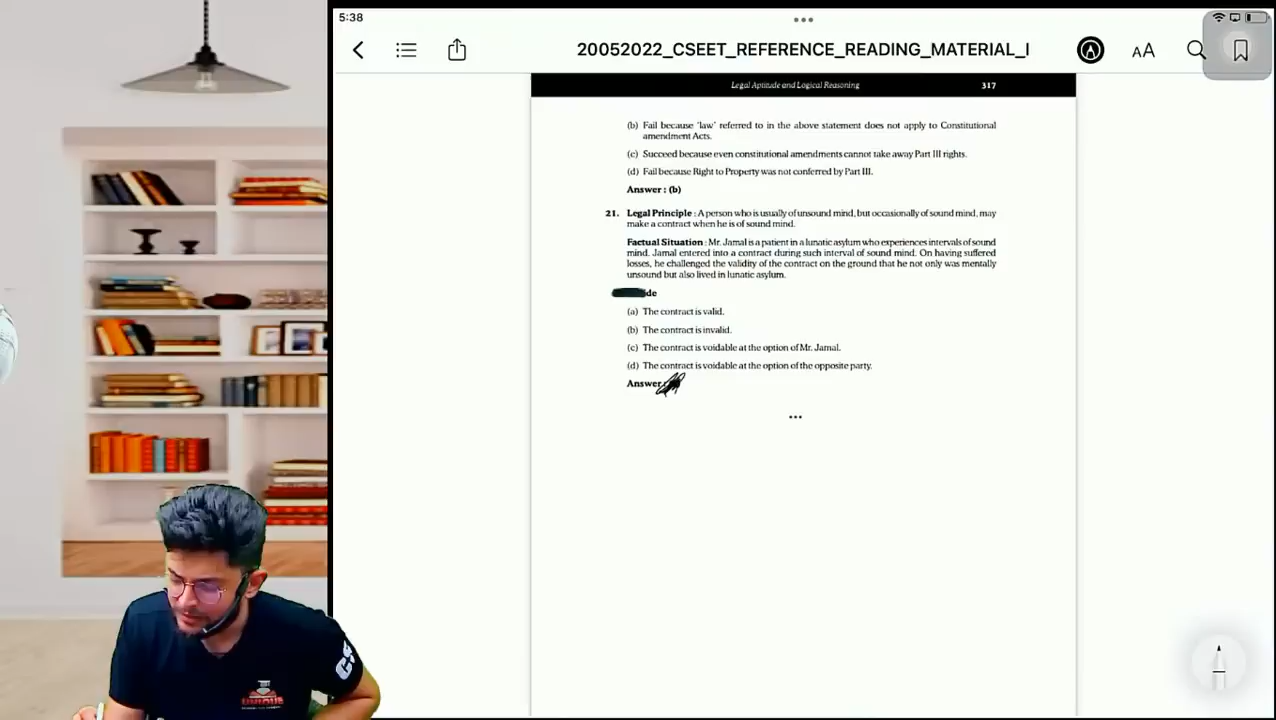 5:38
20052022_CSEET_REFERENCE_READING_MATERIAL_I
AA
Legal Aptitude and Logical Reasoning 317
(b) Fail because 'law' referred to in the above statement does not apply to Constitutional
amendment Acts.
(c) Succeed because even constitutional amendments cannot take away Part III rights.
(d) Fail because Right to Property was not conferred by Part III.
Answer : (b)
21. Legal Principle : A person who is usually of unsound mind, but occasionally of sound mind, may
make a contract when he is of sound mind.
Factual Situation : Mr. Jamal is a patient in a lunatic asylum who experiences intervals of sound
mind. Jamal entered into a contract during such interval of sound mind. On having suffered
losses, he challenged the validity of the contract on the ground that he not only was mentally
unsound but also lived in lunatic asylum.
de
(a) The contract is valid.
(b) The contract is invalid.
(c) The contract is voidable at the option of Mr. Jamal.
(d) The contract is voidable at the option of the opposite party.
Answer
CS
UNIQUE